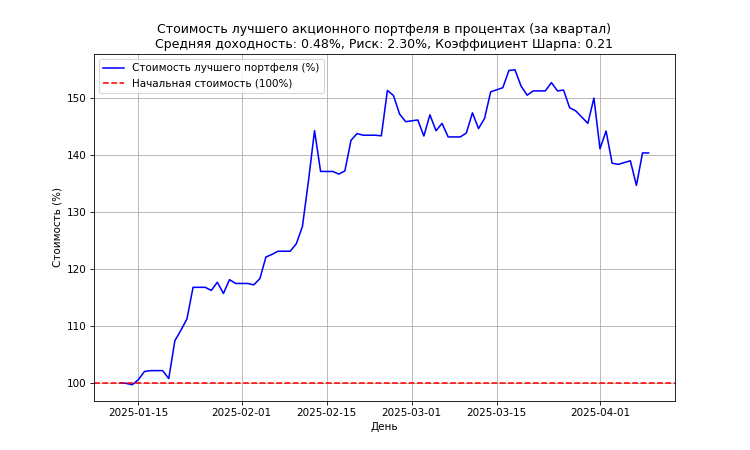 Стоимость лучшего акционного портфеля в процентах (за квартал)
Средняя доходность: 0.48%, Риск: 2.30%, Коэффициент Шарпа: 0.21
Стоимость лучшего портфеля (%)
Начальная стоимость (100%)
Стоимость (%)
150
140
130
120
110
100
2025-01-15
2025-02-01
2025-02-15
2025-03-01
2025-03-15
2025-04-01
День